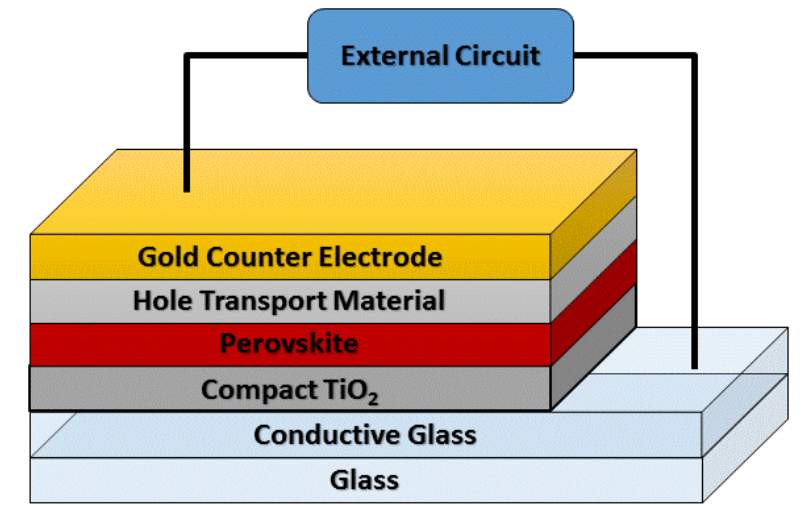 External Circuit
Gold Counter Electrode
Hole Transport Material
Perovskite
Compact TiO₂
Conductive Glass
Glass